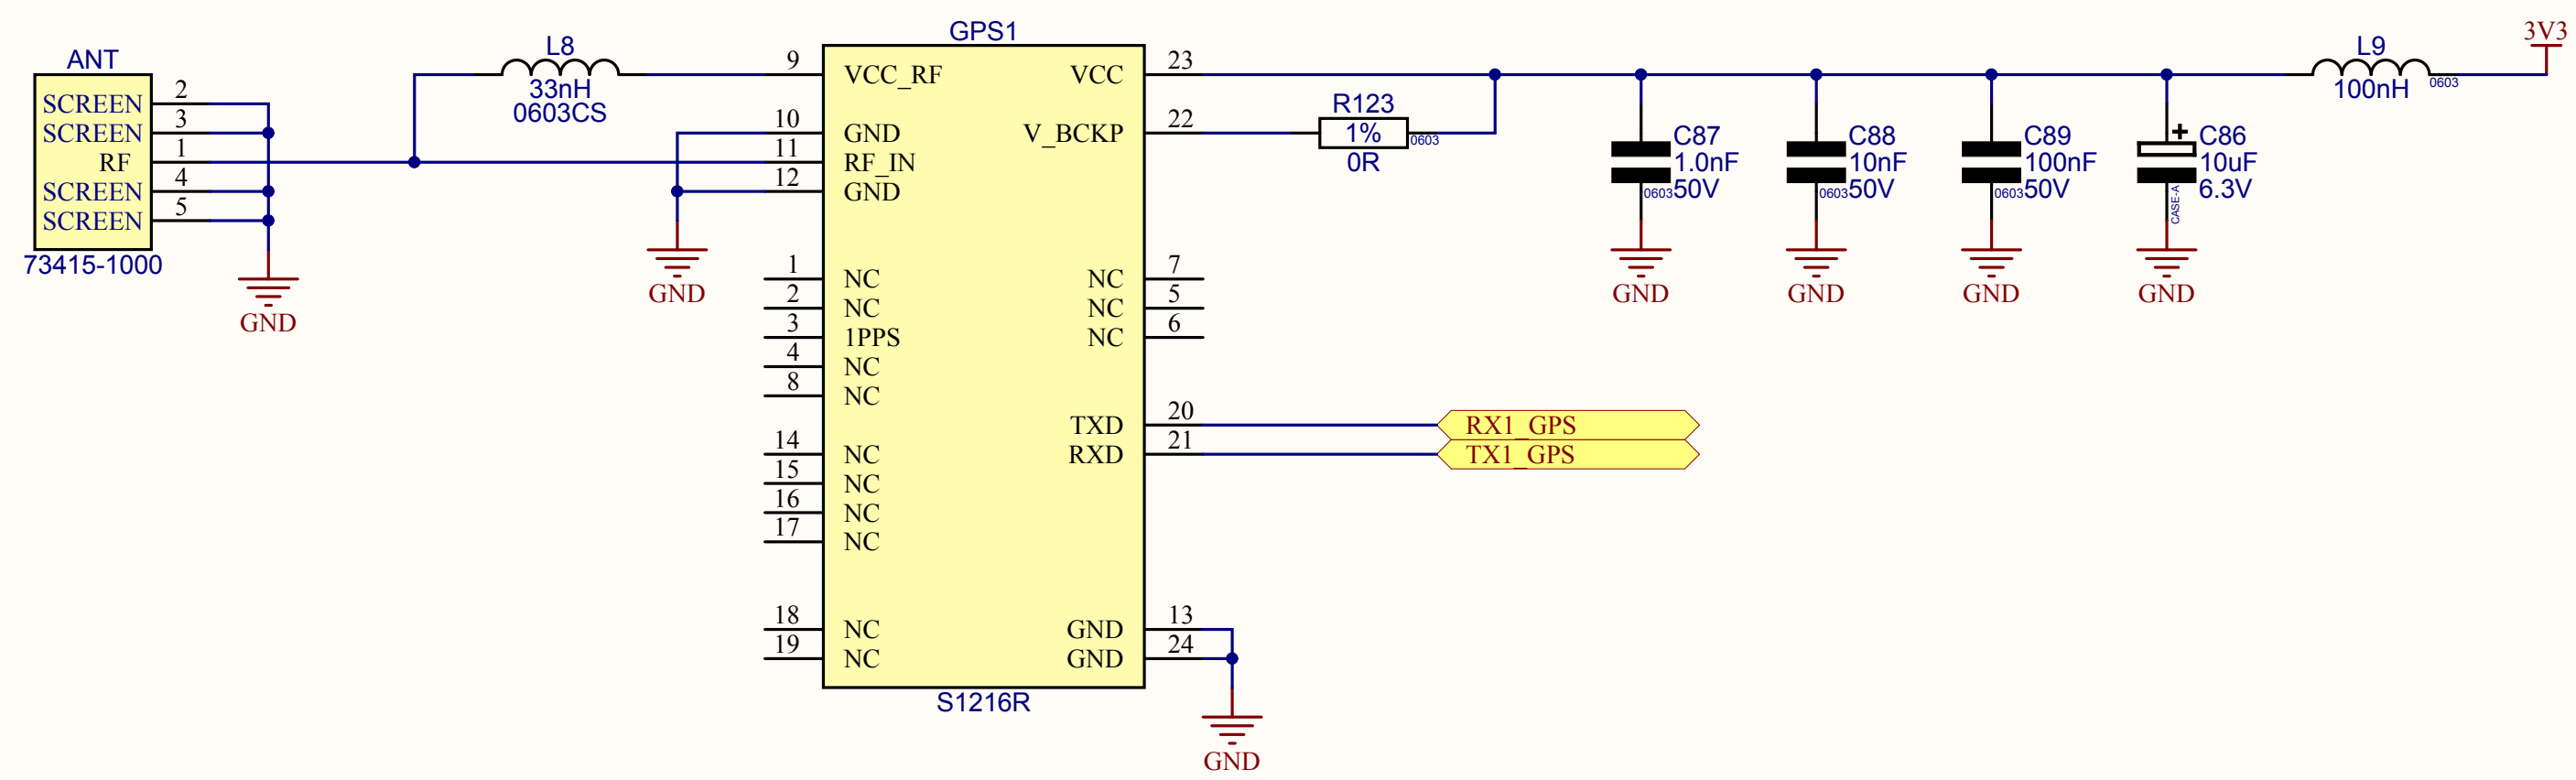 ANT
SCREEN 2
SCREEN 3
RF 1
SCREEN 4
SCREEN 5
73415-1000
GND
L8
33nH
0603CS
GND
GPS1
9 VCC_RF
10 GND
11 RF_IN
12 GND
1 NC
2 NC
3 1PPS
4 NC
8 NC
14 NC
15 NC
16 NC
17 NC
18 NC
19 NC
VCC 23
V_BCKP 22
NC 7
NC 5
NC 6
TXD 20
RXD 21
GND 13
GND 24
S1216R
GND
R123
1%
0603
0R
RX1_GPS
TX1_GPS
C87
1.0nF
0603
50V
GND
C88
10nF
0603
50V
GND
C89
100nF
0603
50V
GND
+
C86
10uF
6.3V
CASE-A
GND
L9
100nH
0603
3V3